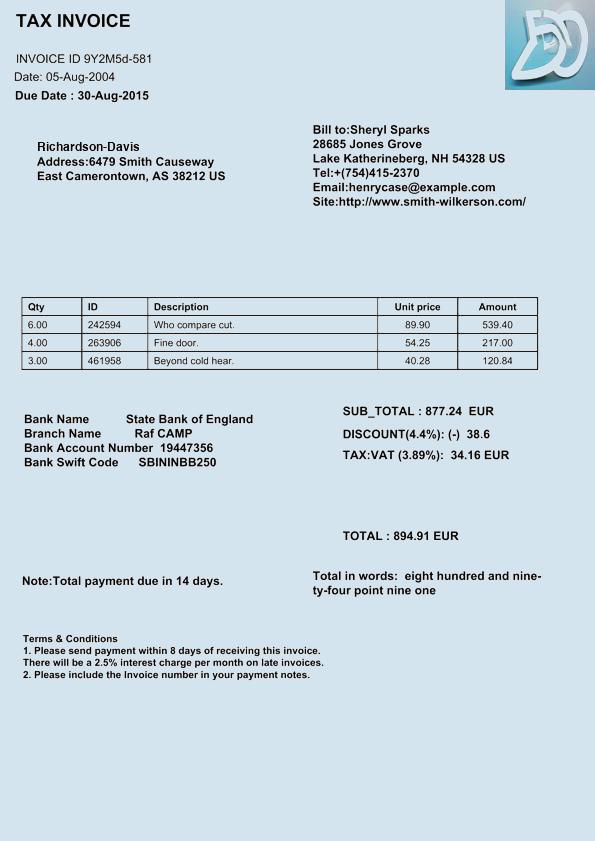 TAX INVOICE
INVOICE ID 9Y2M5d-581
Date: 05-Aug-2004
Due Date : 30-Aug-2015
Richardson-Davis
Address:6479 Smith Causeway
East Camerontown, AS 38212 US
Bill to:Sheryl Sparks
28685 Jones Grove
Lake Katherineberg, NH 54328 US
Tel:+(754)415-2370
Email:henrycase@example.com
Site:http://www.smith-wilkerson.com/
Qty ID Description Unit price Amount
6.00 242594 Who compare cut. 89.90 539.40
4.00 263906 Fine door. 54.25 217.00
3.00 461958 Beyond cold hear. 40.28 120.84
Bank Name State Bank of England
Branch Name Raf CAMP
Bank Account Number 19447356
Bank Swift Code SBININBB250
SUB_TOTAL : 877.24 EUR
DISCOUNT(4.4%): (-) 38.6
TAX:VAT (3.89%): 34.16 EUR
TOTAL : 894.91 EUR
Note:Total payment due in 14 days.
Total in words: eight hundred and nine-
ty-four point nine one
Terms & Conditions
1. Please send payment within 8 days of receiving this invoice.
There will be a 2.5% interest charge per month on late invoices.
2. Please include the Invoice number in your payment notes.